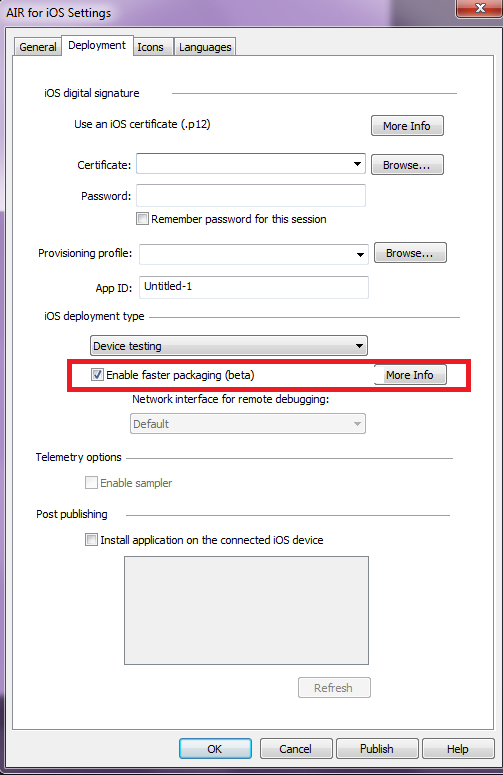 AIR for iOS Settings
General Deployment Icons Languages
iOS digital signature
Use an iOS certificate (.p12) More Info
Certificate: Browse...
Password:
Remember password for this session
Provisioning profile: Browse...
App ID: Untitled-1
iOS deployment type
Device testing
Enable faster packaging (beta) More Info
Network interface for remote debugging:
Default
Telemetry options
Enable sampler
Post publishing
Install application on the connected iOS device
Refresh
OK Cancel Publish Help